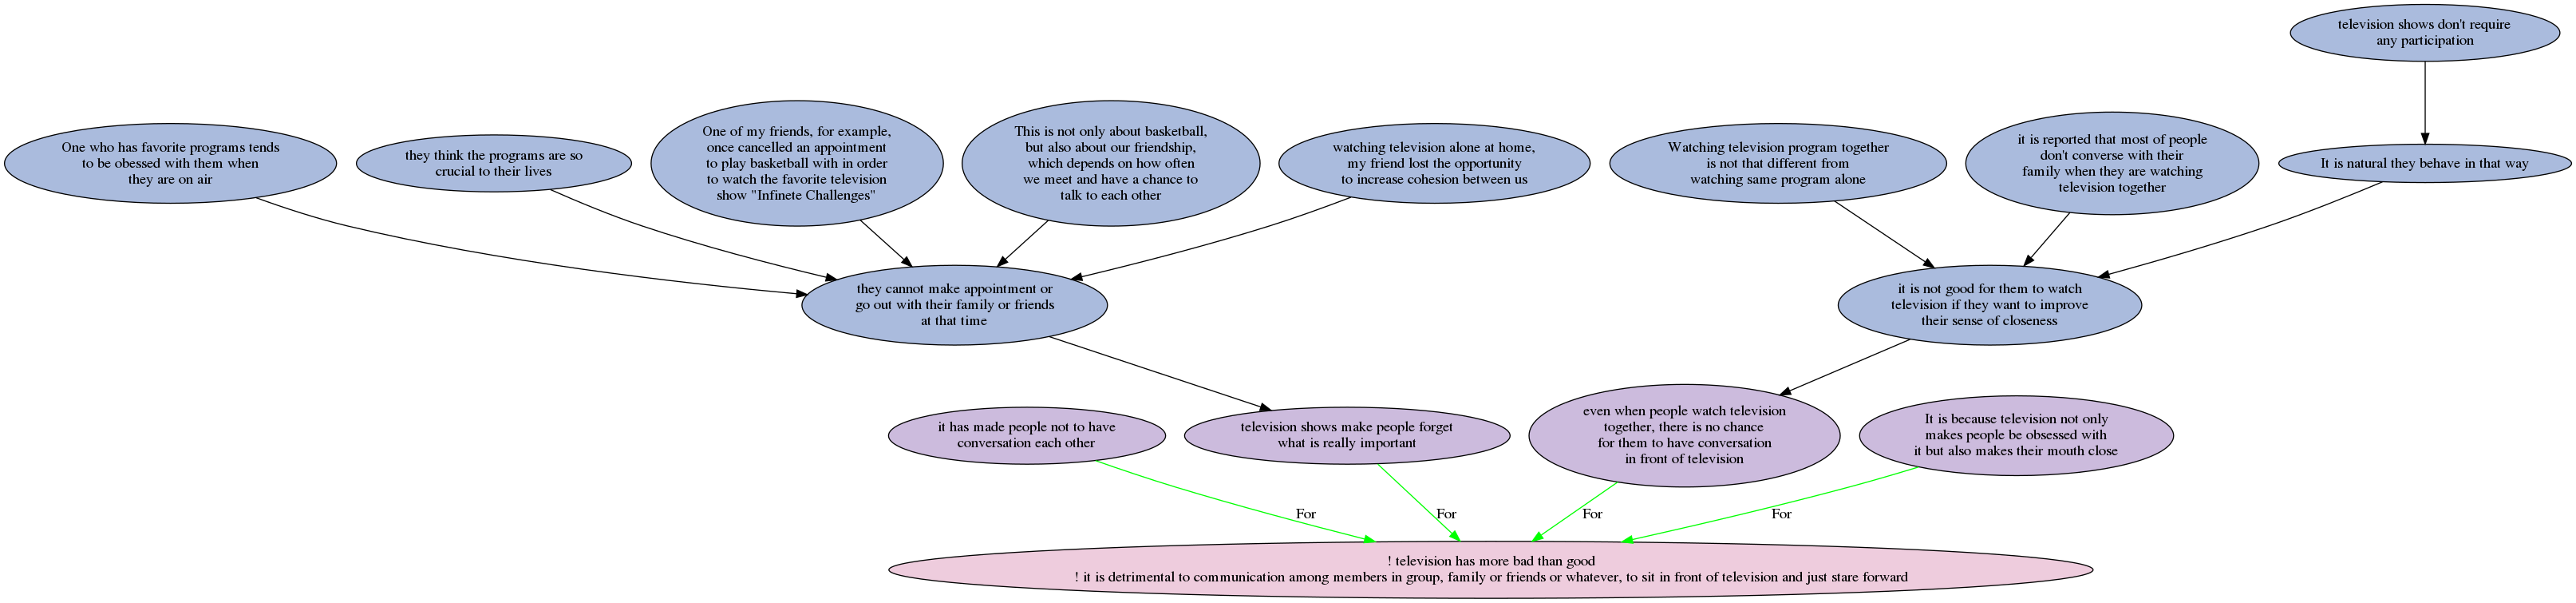 television shows don't require
any participation
One who has favorite programs tends
to be obessed with them when
they are on air
they think the programs are so
crucial to their lives
One of my friends, for example,
once cancelled an appointment
to play basketball with in order
to watch the favorite television
show "Infinete Challenges"
This is not only about basketball,
but also about our friendship,
which depends on how often
we meet and have a chance to
talk to each other
watching television alone at home,
my friend lost the opportunity
to increase cohesion between us
Watching television program together
is not that different from
watching same program alone
it is reported that most of people
don't converse with their
family when they are watching
television together
It is natural they behave in that way
they cannot make appointment or
go out with their family or friends
at that time
it is not good for them to watch
television if they want to improve
their sense of closeness
it has made people not to have
conversation each other
television shows make people forget
what is really important
even when people watch television
together, there is no chance
for them to have conversation
in front of television
It is because television not only
makes people be obsessed with
it but also makes their mouth close
For
For
For
For
! television has more bad than good
! it is detrimental to communication among members in group, family or friends or whatever, to sit in front of television and just stare forward